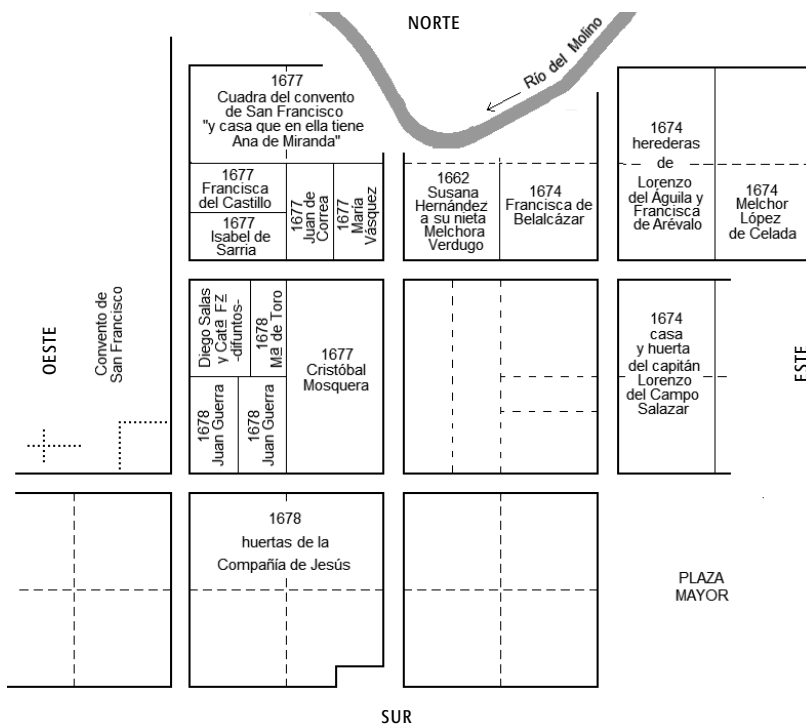 NORTE
Río del Molino
1677
Cuadra del convento
de San Francisco
"y casa que en ella tiene
Ana de Miranda"
1677
Francisca
del Castillo
1677
Isabel de
Sarria
1677
Juan de
Correa
1677
María
Vásquez
1662
Susana
Hernández
a su nieta
Melchora
Verdugo
1674
Francisca de
Belalcázar
1674
herederas
de
Lorenzo
del Águila y
Francisca
de Arévalo
1674
Melchor
López
de Celada
OESTE
Convento de
San Francisco
Diego Salas
y Cata FZ
-difuntos-
1678
Ma de Toro
1677
Cristóbal
Mosquera
1678
Juan Guerra
1678
Juan Guerra
1674
casa
y huerta
del capitán
Lorenzo
del Campo
Salazar
ESTE
1678
huertas de la
Compañía de Jesús
PLAZA
MAYOR
SUR